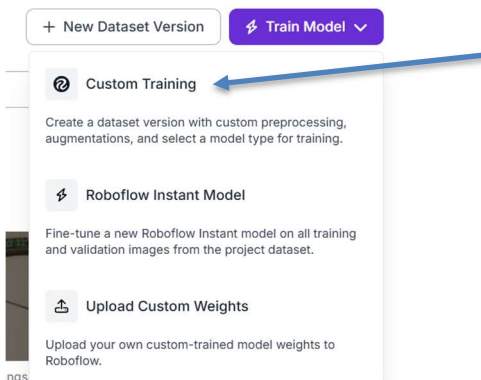 + New Dataset Version
Train Model
Custom Training
Create a dataset version with custom preprocessing,
augmentations, and select a model type for training.
Roboflow Instant Model
Fine-tune a new Roboflow Instant model on all training
and validation images from the project dataset.
Upload Custom Weights
Upload your own custom-trained model weights to
Roboflow.
ngs